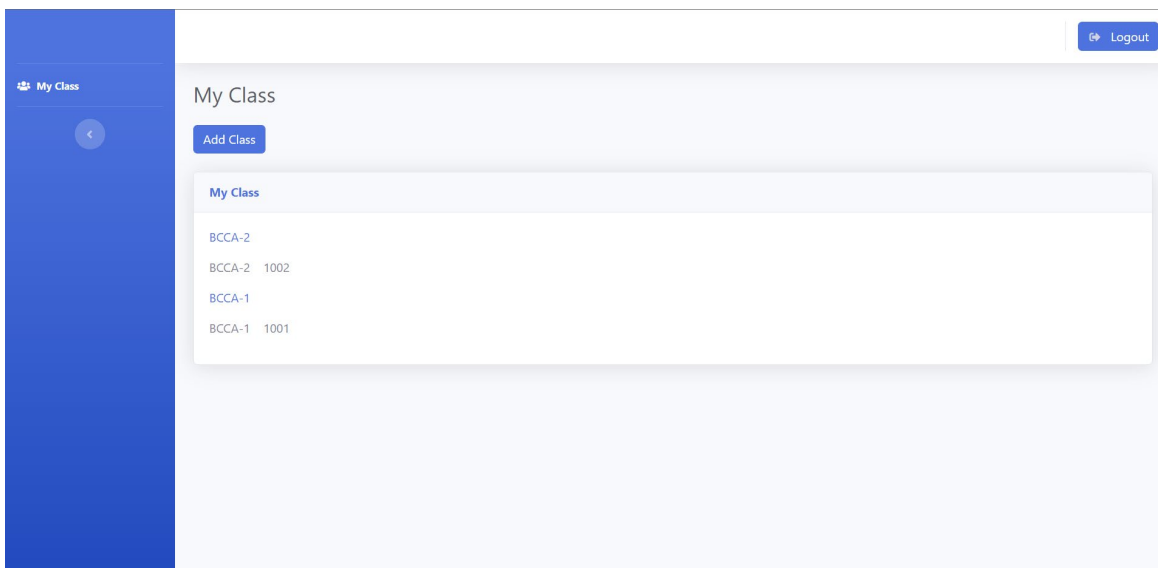 Logout
My Class
My Class
Add Class
My Class
BCCA-2
BCCA-2 1002
BCCA-1
BCCA-1 1001